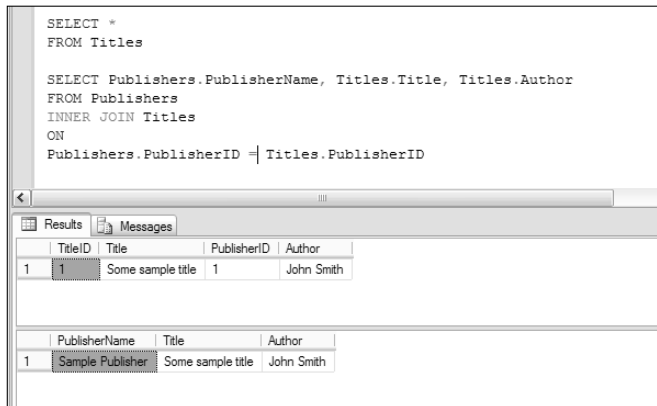 SELECT *
FROM Titles
SELECT Publishers.PublisherName, Titles.Title, Titles.Author
FROM Publishers
INNER JOIN Titles
ON
Publishers.PublisherID = Titles.PublisherID
Results Messages
TitleID Title PublisherID Author
1 1 Some sample title 1 John Smith
PublisherName Title Author
1 Sample Publisher Some sample title John Smith